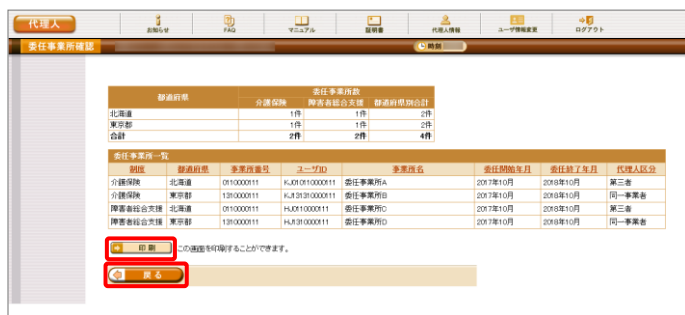 代理人
お知らせ FAQ マニュアル 証明書 代理人情報 ユーザ情報変更 ログアウト
委任事業所確認 時刻
都道府県 委任事業所数
介護保険 障害者総合支援 都道府県別合計
北海道 1件 1件 2件
東京都 1件 1件 2件
合計 2件 2件 4件
委任事業所一覧
制度 都道府県 事業所番号 ユーザID 事業所名 委任開始年月 委任終了年月 代理人区分
介護保険 北海道 0110000111 KJ0110000111 委任事業所A 2017年10月 2018年10月 第三者
介護保険 東京都 1310000111 委任事業所B 2017年10月 2018年10月 同一事業者
障害者総合支援 北海道 0110000111 HJ0110000111 委任事業所C 2017年10月 2018年10月 第三者
障害者総合支援 東京都 1310000111 HJ1310000111 委任事業所D 2017年10月 2018年10月 同一事業者
印刷 この画面を印刷することができます。
戻る